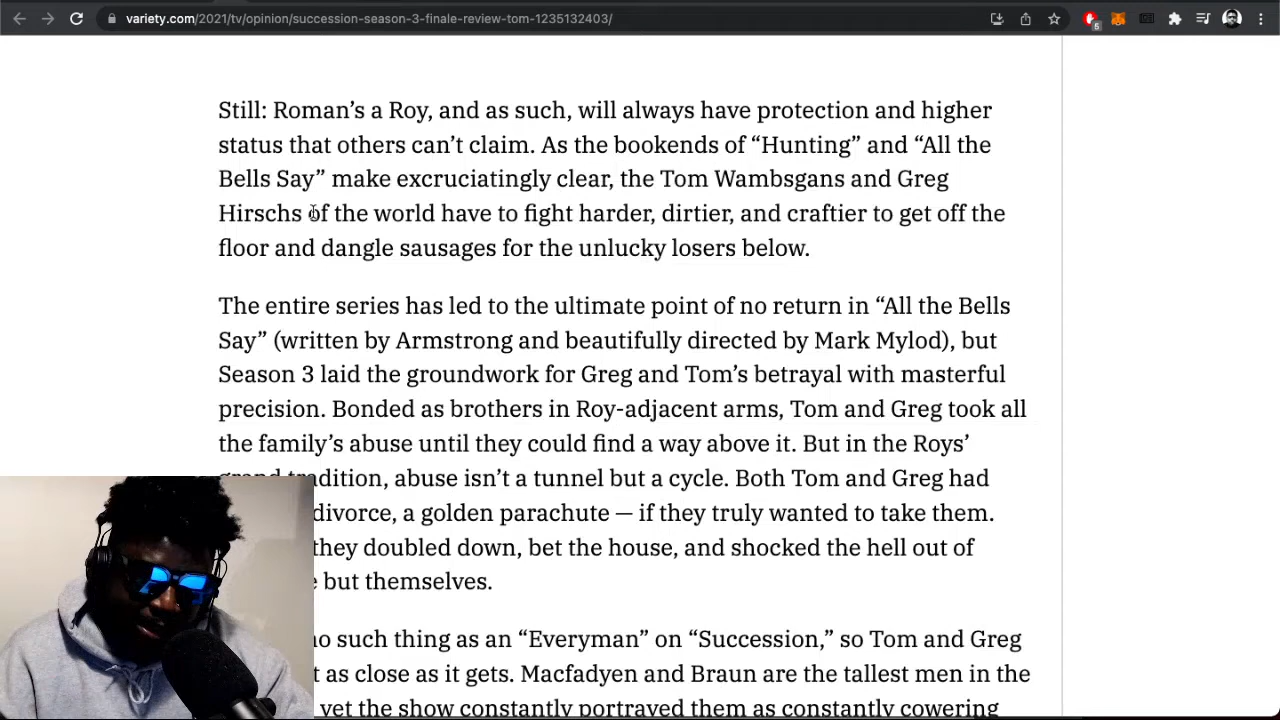 variety.com/2021/tv/opinion/succession-season-3-finale-review-tom-1235132403/
5
Still: Roman’s a Roy, and as such, will always have protection and higher
status that others can’t claim. As the bookends of “Hunting” and “All the
Bells Say” make excruciatingly clear, the Tom Wambsgans and Greg
Hirschs of the world have to fight harder, dirtier, and craftier to get off the
floor and dangle sausages for the unlucky losers below.
The entire series has led to the ultimate point of no return in “All the Bells
Say” (written by Armstrong and beautifully directed by Mark Mylod), but
Season 3 laid the groundwork for Greg and Tom’s betrayal with masterful
precision. Bonded as brothers in Roy-adjacent arms, Tom and Greg took all
the family’s abuse until they could find a way above it. But in the Roys’
grand tradition, abuse isn’t a tunnel but a cycle. Both Tom and Greg had
divorce, a golden parachute — if they truly wanted to take them.
they doubled down, bet the house, and shocked the hell out of
but themselves.
such thing as an “Everyman” on “Succession,” so Tom and Greg
as close as it gets. Macfadyen and Braun are the tallest men in the
yet the show constantly portrayed them as constantly cowering